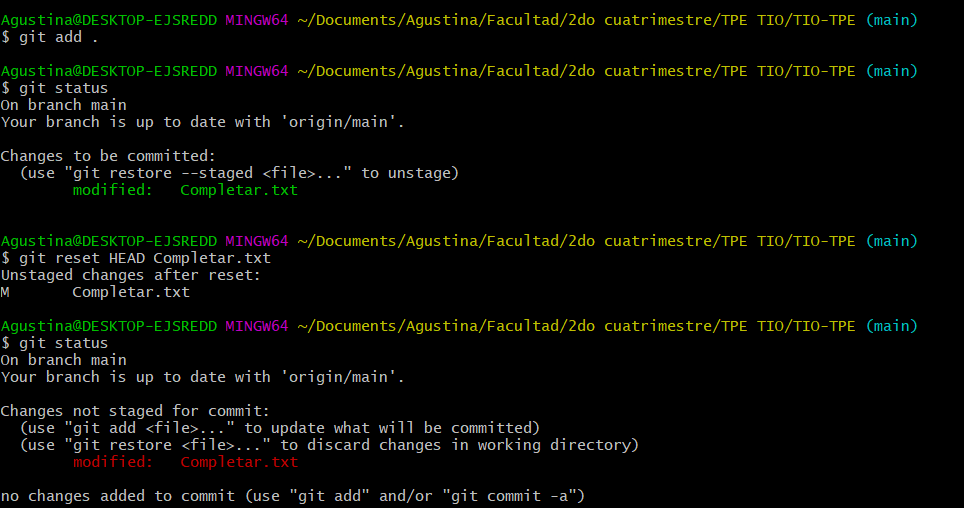 Agustina@DESKTOP-EJSREDD MINGW64 ~/Documents/Agustina/Facultad/2do cuatrimestre/TPE TIO/TIO-TPE (main)
$ git add .
Agustina@DESKTOP-EJSREDD MINGW64 ~/Documents/Agustina/Facultad/2do cuatrimestre/TPE TIO/TIO-TPE (main)
$ git status
On branch main
Your branch is up to date with 'origin/main'.
Changes to be committed:
  (use "git restore --staged <file>..." to unstage)
        modified:   Completar.txt
Agustina@DESKTOP-EJSREDD MINGW64 ~/Documents/Agustina/Facultad/2do cuatrimestre/TPE TIO/TIO-TPE (main)
$ git reset HEAD Completar.txt
Unstaged changes after reset:
M       Completar.txt
Agustina@DESKTOP-EJSREDD MINGW64 ~/Documents/Agustina/Facultad/2do cuatrimestre/TPE TIO/TIO-TPE (main)
$ git status
On branch main
Your branch is up to date with 'origin/main'.
Changes not staged for commit:
  (use "git add <file>..." to update what will be committed)
  (use "git restore <file>..." to discard changes in working directory)
        modified:   Completar.txt
no changes added to commit (use "git add" and/or "git commit -a")